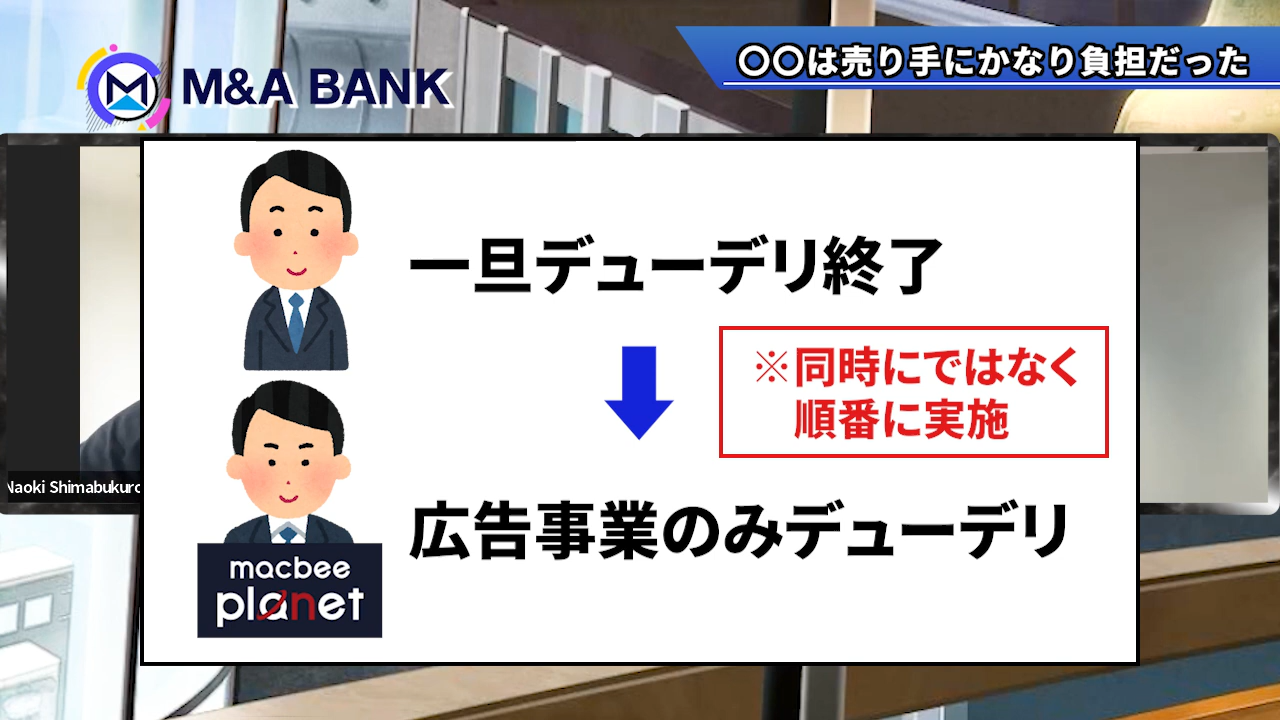 M&A BANK
〇〇は売り手にかなり負担だった
一旦デューデリ終了
※同時にではなく
順番に実施
Naoki Shimabukuro
広告事業のみデューデリ
macbee
planet